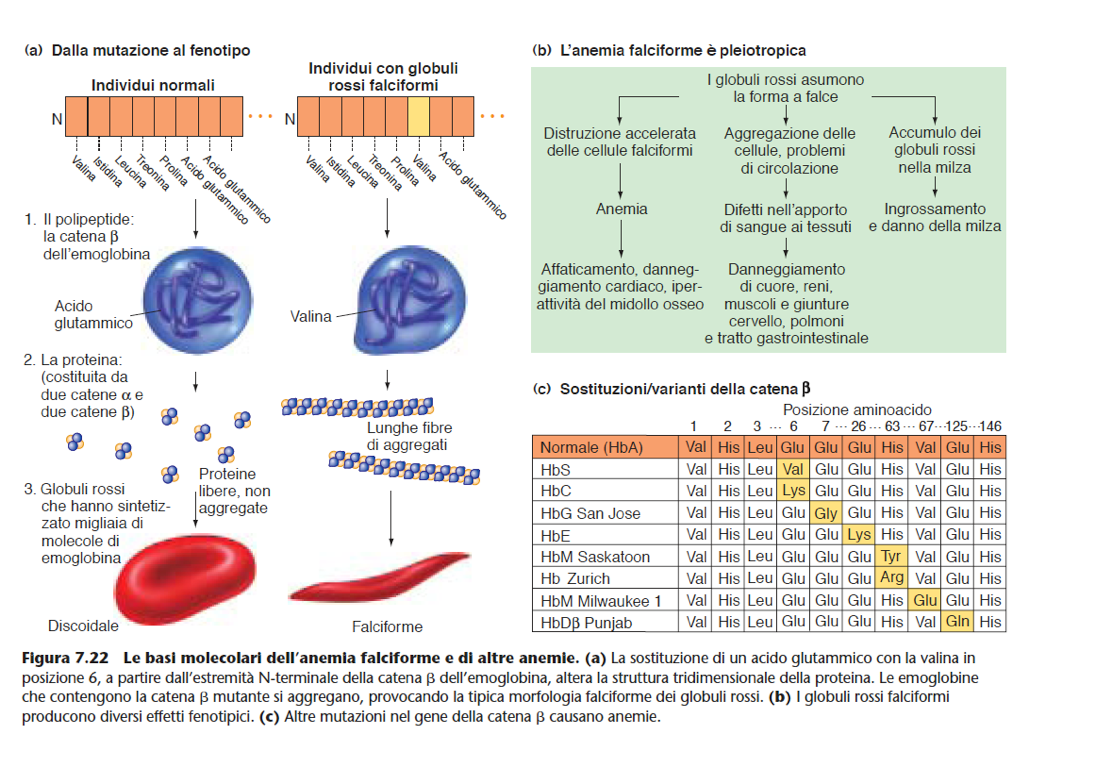 (a) Dalla mutazione al fenotipo
Individui normali
Individui con globuli
rossi falciformi
N
N
Valina
Istidina
Leucina
Treonina
Prolina
Acido glutammico
Acido glutammico
Valina
Istidina
Leucina
Treonina
Prolina
Valina
Acido glutammico
1. Il polipeptide:
la catena β
dell'emoglobina
Acido
glutammico
Valina
2. La proteina:
(costituita da
due catene α e
due catene β)
Lunghe fibre
di aggregati
Proteine
libere, non
aggregate
3. Globuli rossi
che hanno sintetiz-
zato migliaia di
molecole di
emoglobina
Discoidale
Falciforme
(b) L'anemia falciforme è pleiotropica
I globuli rossi asumono
la forma a falce
Distruzione accelerata
delle cellule falciformi
Anemia
Affaticamento, danneg-
giamento cardiaco, iper-
attività del midollo osseo
Aggregazione delle
cellule, problemi
di circolazione
Difetti nell'apporto
di sangue ai tessuti
Danneggiamento
di cuore, reni,
muscoli e giunture
cervello, polmoni
e tratto gastrointestinale
Accumulo dei
globuli rossi
nella milza
Ingrossamento
e danno della milza
(c) Sostituzioni/varianti della catena β
Posizione aminoacido
1 2 3 ··· 6 7 ··· 26 ··· 63 ··· 67 ··· 125 ··· 146
Normale (HbA) Val His Leu Glu Glu Glu His Val Glu His
HbS Val His Leu Val Glu Glu His Val Glu His
HbC Val His Leu Lys Glu Glu His Val Glu His
HbG San Jose Val His Leu Glu Gly Glu His Val Glu His
HbE Val His Leu Glu Glu Lys His Val Glu His
HbM Saskatoon Val His Leu Glu Glu Glu Tyr Val Glu His
Hb Zurich Val His Leu Glu Glu Glu Arg Val Glu His
HbM Milwaukee 1 Val His Leu Glu Glu Glu His Glu Glu His
HbDβ Punjab Val His Leu Glu Glu Glu His Val Gln His
Figura 7.22 Le basi molecolari dell'anemia falciforme e di altre anemie. (a) La sostituzione di un acido glutammico con la valina in
posizione 6, a partire dall'estremità N-terminale della catena β dell'emoglobina, altera la struttura tridimensionale della proteina. Le emoglobine
che contengono la catena β mutante si aggregano, provocando la tipica morfologia falciforme dei globuli rossi. (b) I globuli rossi falciformi
producono diversi effetti fenotipici. (c) Altre mutazioni nel gene della catena β causano anemie.